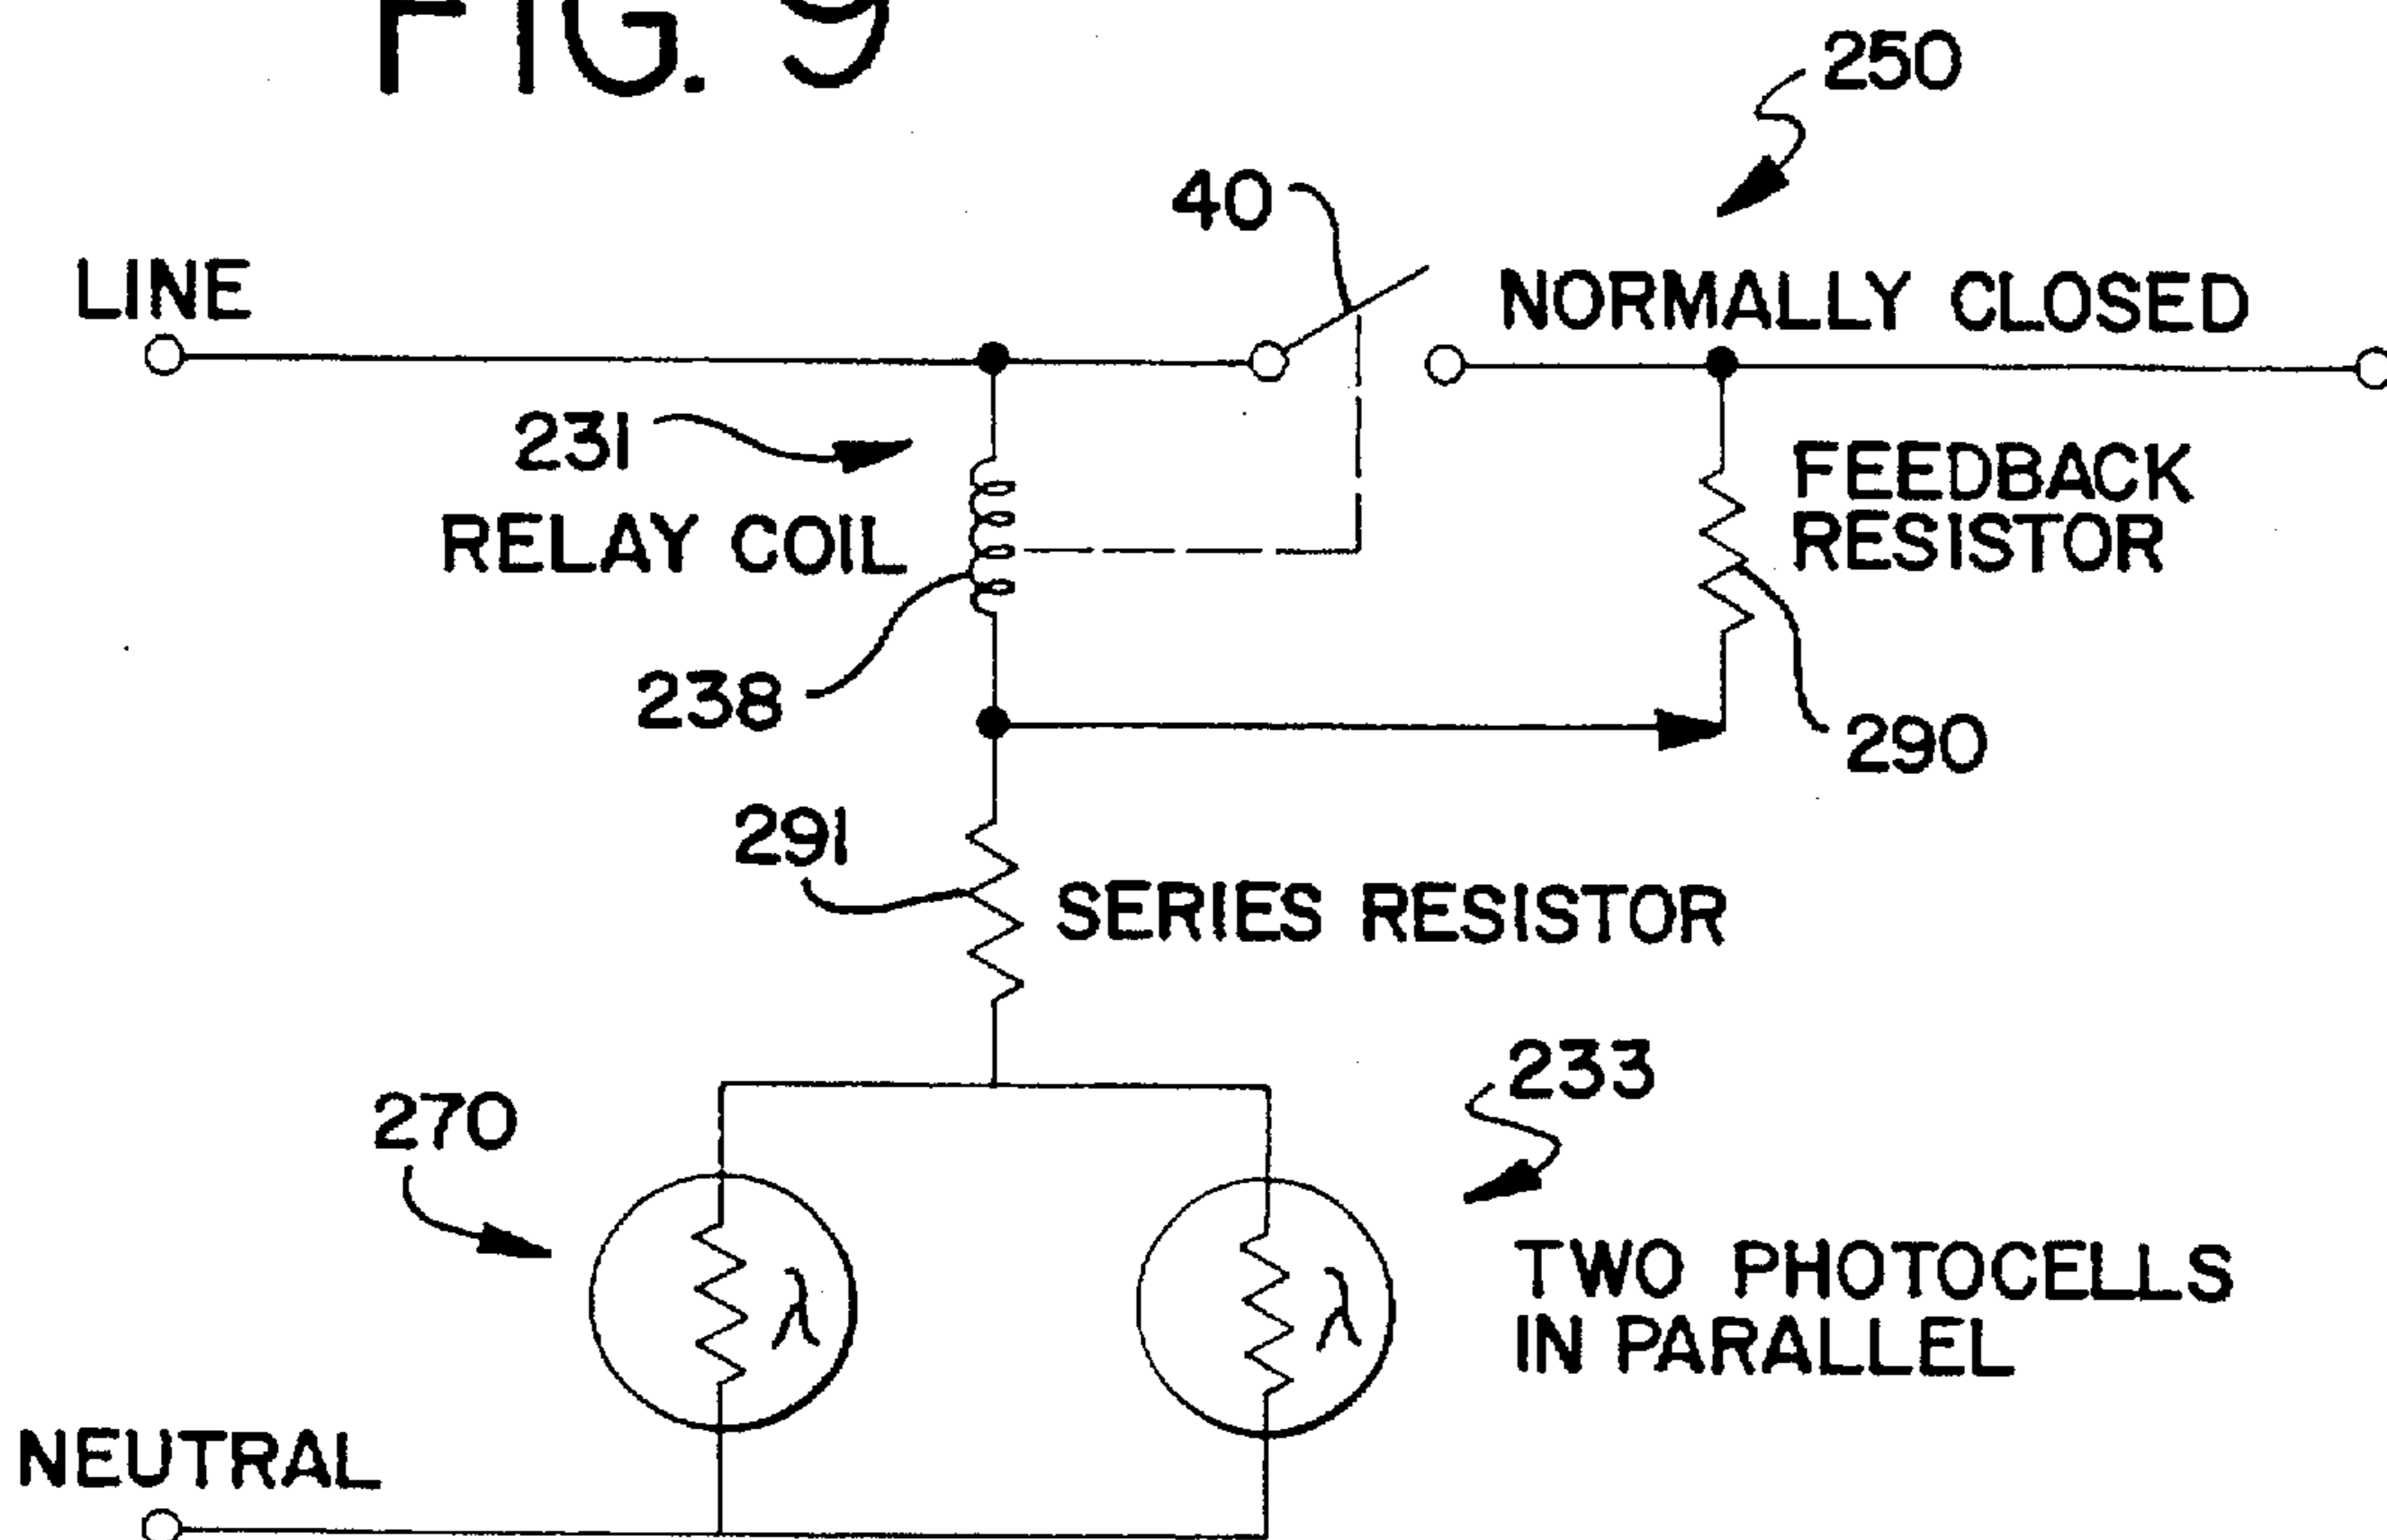 FIG. 9
250
40
LINE
NORMALLY CLOSED
231
FEEDBACK
RESISTOR
RELAY COIL
238
290
291
SERIES RESISTOR
233
270
λ
λ
TWO PHOTOCELLS
IN PARALLEL
NEUTRAL